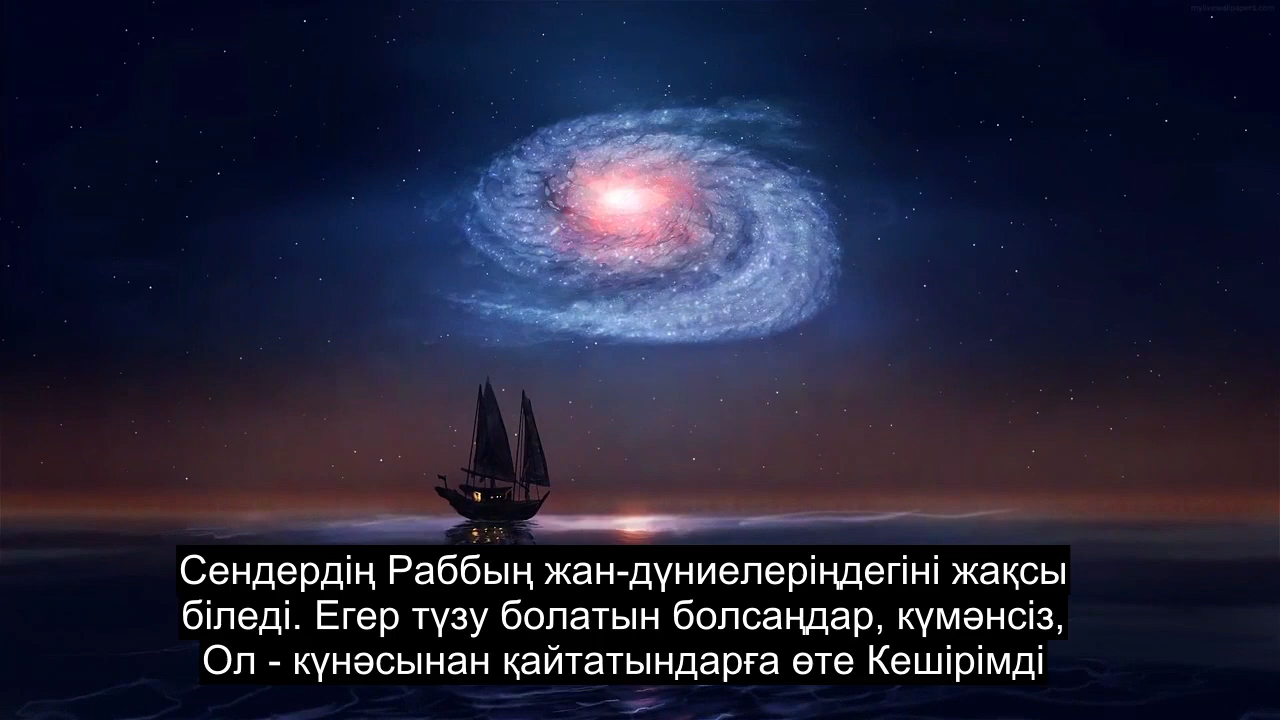 Сендердің Раббың жан-дүниелеріңдегіні жақсы
біледі. Егер түзу болатын болсаңдар, күмәнсіз,
Ол - күнәсынан қайтатындарға өте Кешірімді